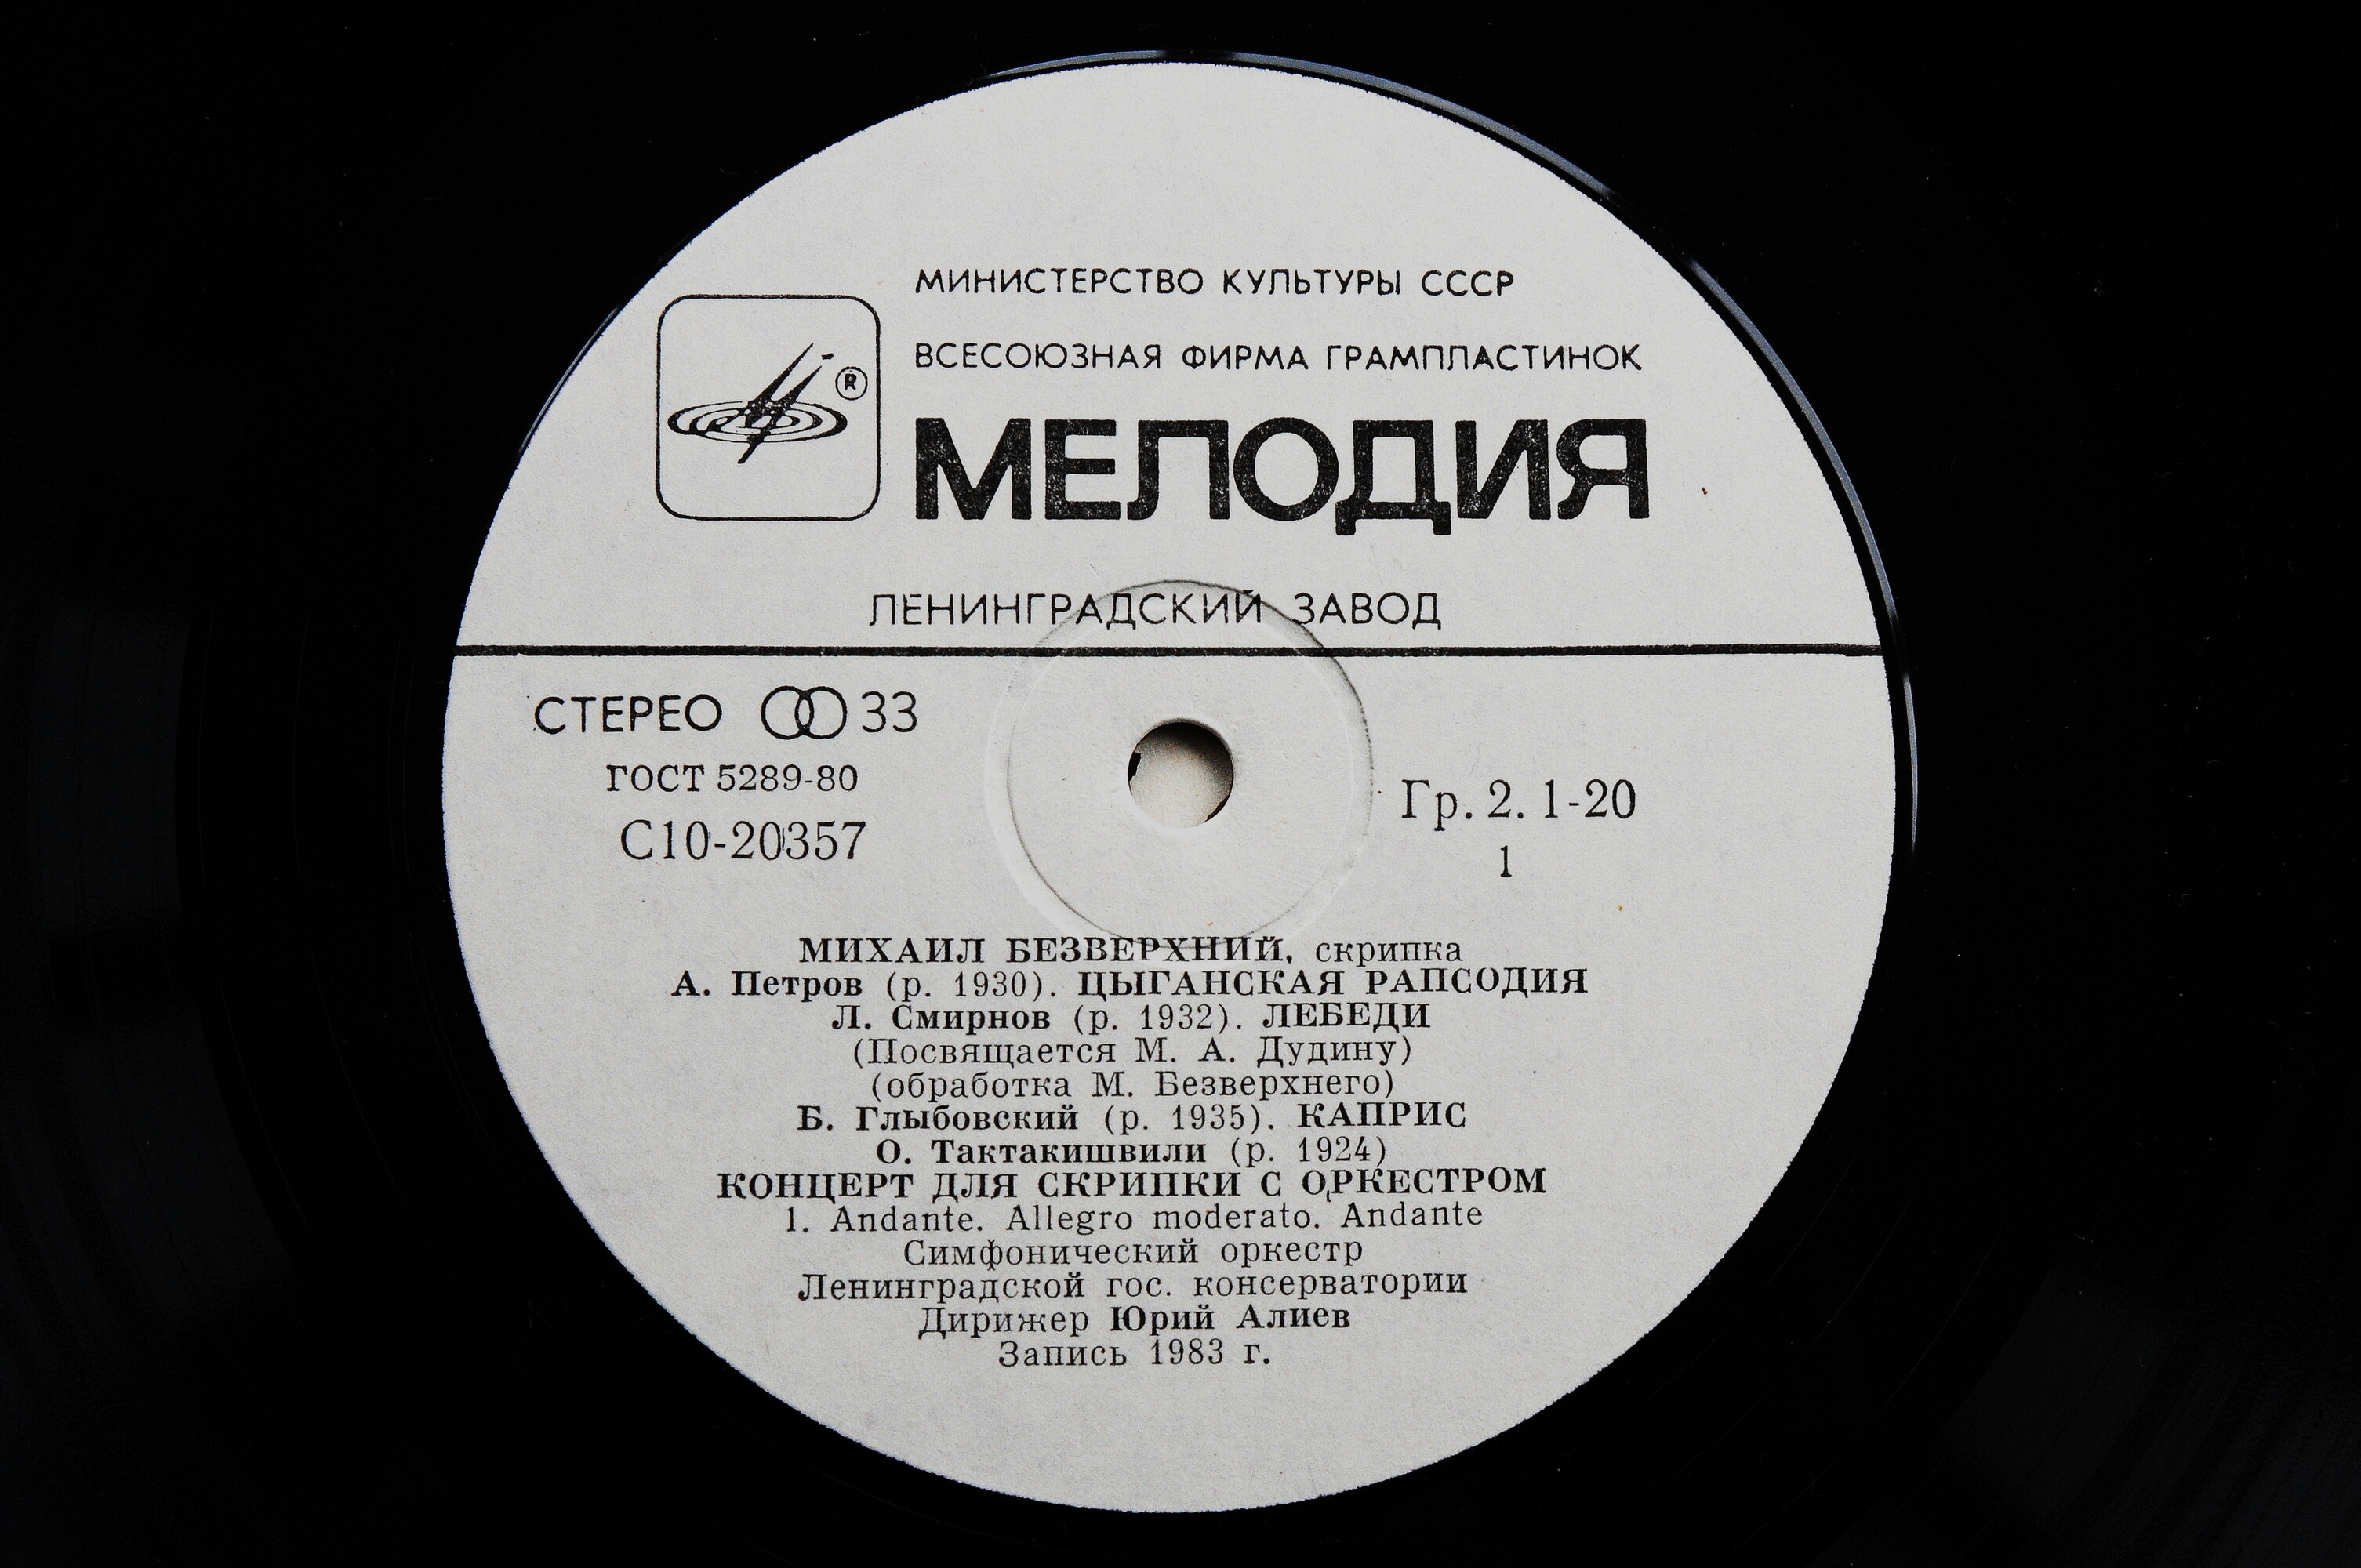 МИНИСТЕРСТВО КУЛЬТУРЫ СССР
ВСЕСОЮЗНАЯ ФИРМА ГРАМПЛАСТИНОК
®
МЕЛОДИЯ
ЛЕНИНГРАДСКИЙ ЗАВОД
СТЕРЕО 33
ГОСТ 5289-80
С10-20357
Гр. 2. 1-20
1
МИХАИЛ БЕЗВЕРХНИЙ, скрипка
А. Петров (р. 1930). ЦЫГАНСКАЯ РАПСОДИЯ
Л. Смирнов (р. 1932). ЛЕБЕДИ
(Посвящается М. А. Дудину)
(обработка М. Безверхнего)
Б. Глыбовский (р. 1935). КАПРИС
О. Тактакишвили (р. 1924)
КОНЦЕРТ ДЛЯ СКРИПКИ С ОРКЕСТРОМ
1. Andante. Allegro moderato. Andante
Симфонический оркестр
Ленинградской гос. консерватории
Дирижер Юрий Алиев
Запись 1983 г.